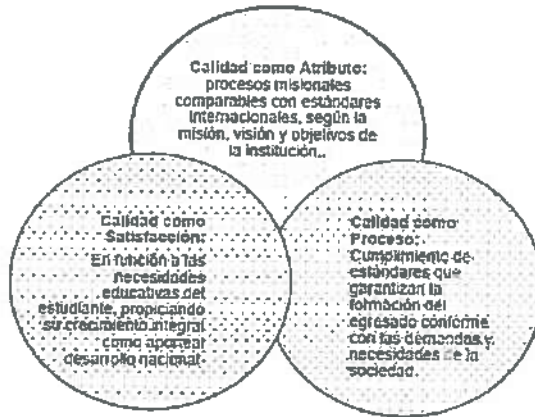 Calidad como Atributo:
procesos misionales
comparables con estándares
internacionales, según la
misión, visión y objetivos de
la institución..
Calidad como
Satisfacción:
En función a las
necesidades
educativas del
estudiante, propiciando
su crecimiento integral
como aporte al
desarrollo nacional
Calidad como
Proceso:
Cumplimiento de
estándares que
garantizan la
formación del
egresado conforme
con las demandas y
necesidades de la
sociedad.